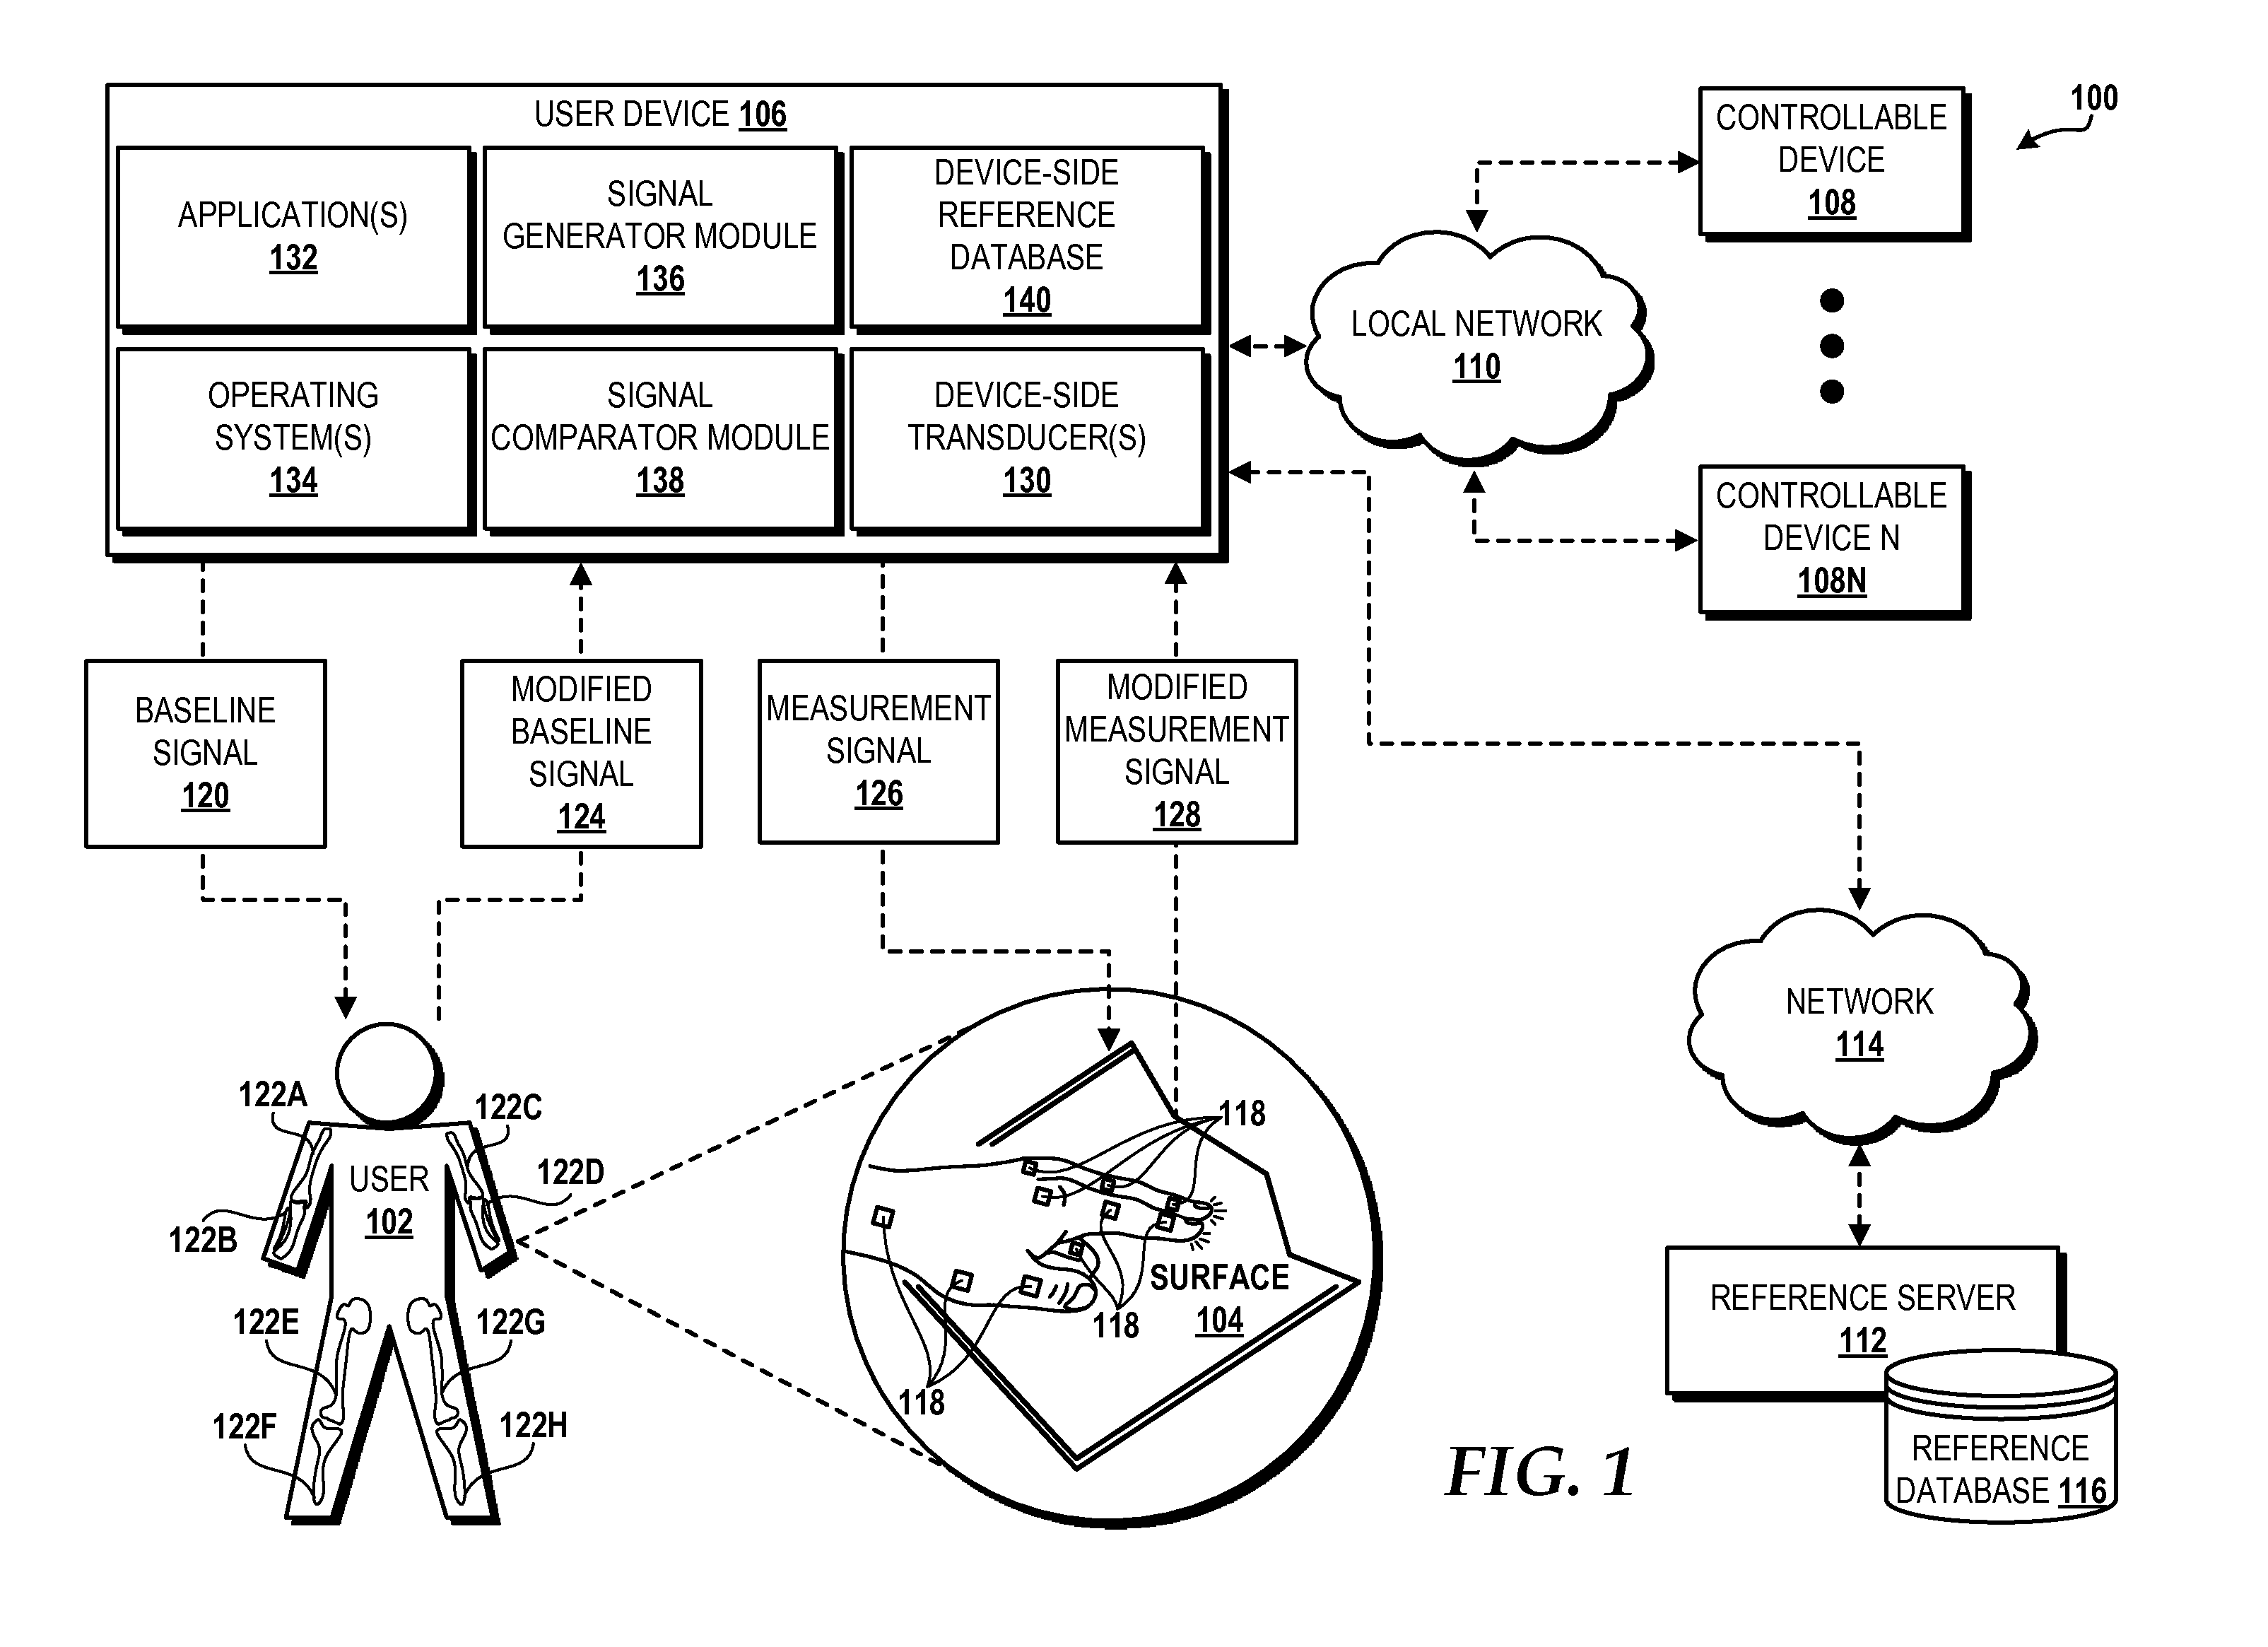 USER DEVICE 106
APPLICATION(S)
132
SIGNAL
GENERATOR MODULE
136
DEVICE-SIDE
REFERENCE
DATABASE
140
OPERATING
SYSTEM(S)
134
SIGNAL
COMPARATOR MODULE
138
DEVICE-SIDE
TRANSDUCER(S)
130
LOCAL NETWORK
110
CONTROLLABLE
DEVICE
108
100
CONTROLLABLE
DEVICE N
108N
BASELINE
SIGNAL
120
MODIFIED
BASELINE
SIGNAL
124
MEASUREMENT
SIGNAL
126
MODIFIED
MEASUREMENT
SIGNAL
128
NETWORK
114
122A
122C
USER
102
122D
122B
122E
122G
122F
122H
118
SURFACE
104
118
118
REFERENCE SERVER
112
REFERENCE
DATABASE 116
FIG. 1